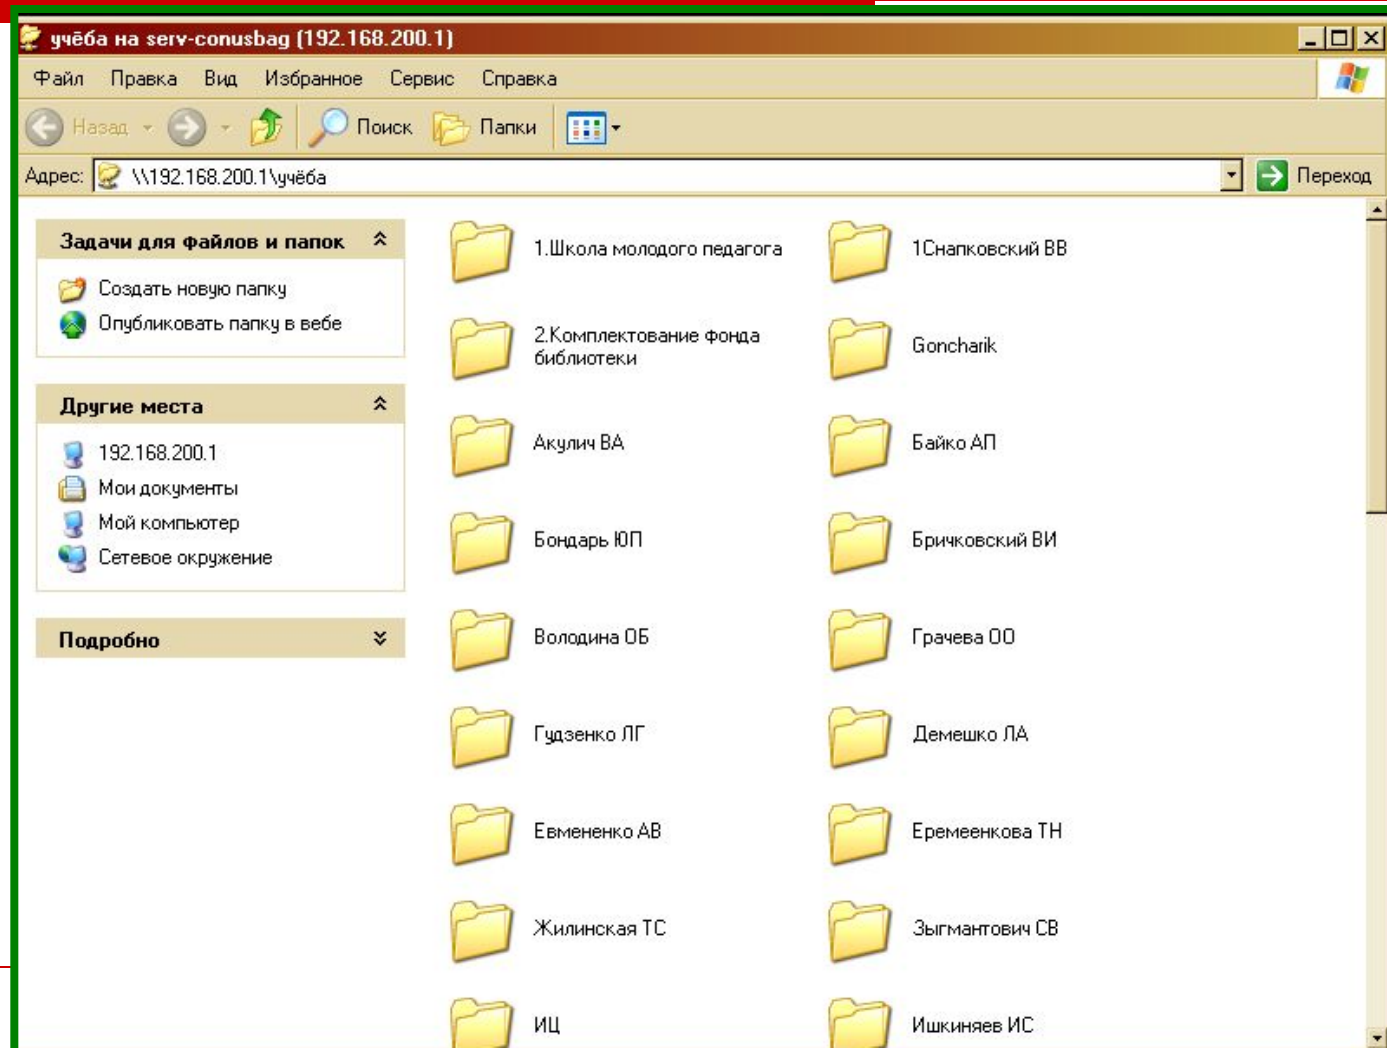 учёба на serv-conusbag (192.168.200.1)
Файл Правка Вид Избранное Сервис Справка
Назад Поиск Папки
Адрес: \\192.168.200.1\учёба Переход
Задачи для файлов и папок
Создать новую папку
Опубликовать папку в вебе
Другие места
192.168.200.1
Мои документы
Мой компьютер
Сетевое окружение
Подробно
1.Школа молодого педагога
1Снапковский ВВ
2.Комплектование фонда
библиотеки
Goncharik
Акулич ВА
Байко АП
Бондарь ЮП
Бричковский ВИ
Володина ОБ
Грачева ОО
Гудзенко ЛГ
Демешко ЛА
Евмененко АВ
Еремеенкова ТН
Жилинская ТС
Зыгмантович СВ
ИЦ
Ишкиняев ИС